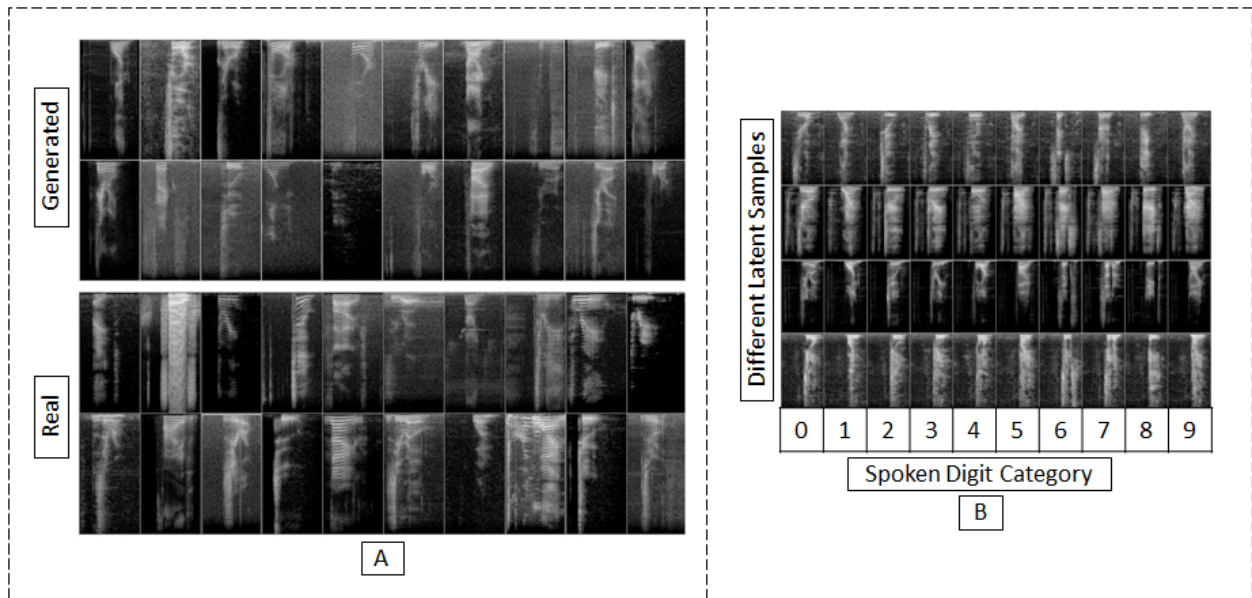 Generated
Real
A
Different Latent Samples
0 1 2 3 4 5 6 7 8 9
Spoken Digit Category
B